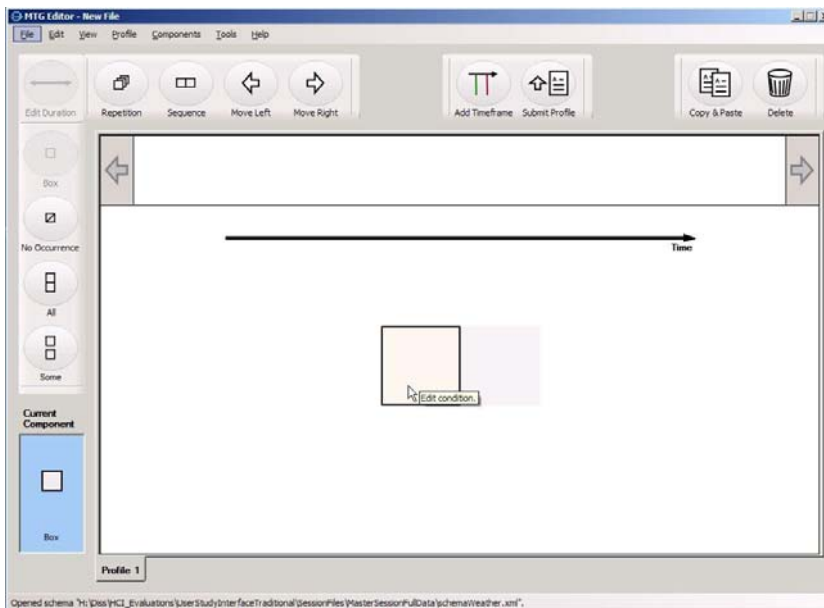 MTG Editor - New File
File Edit View Profile Components Tools Help
Edit Duration Repetition Sequence Move Left Move Right Add Timeframe Submit Profile Copy & Paste Delete
Box
No Occurrence
All
Some
Time
Edit condition.
Current
Component
Box
Profile 1
Opened schema "H:\Diss\HCI_Evaluations\UserStudyInterfaceTraditional\SessionFiles\MasterSessionFullData\schemaWeather.xml".